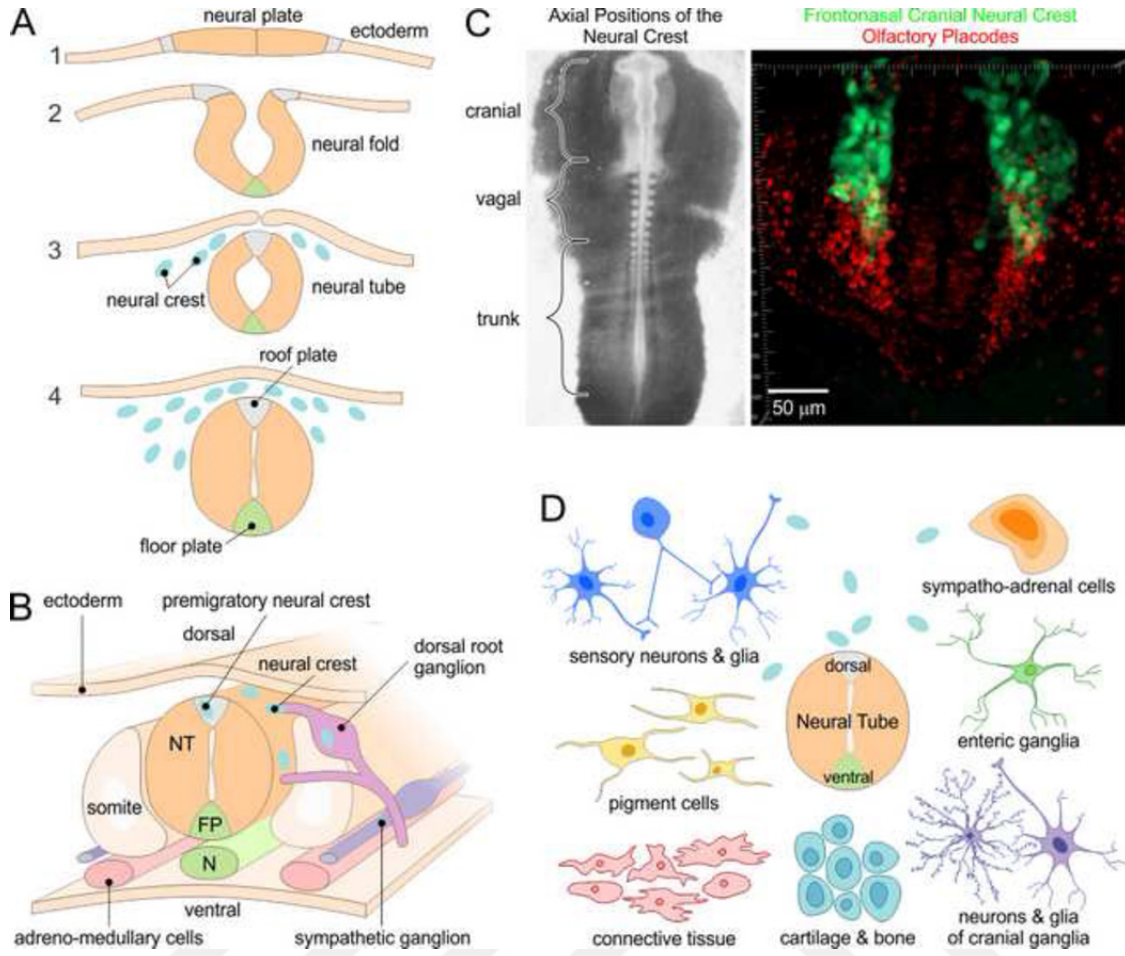 A
neural plate
ectoderm
1
2
neural fold
3
neural crest
neural tube
roof plate
4
floor plate
B
ectoderm
premigratory neural crest
dorsal
neural crest
dorsal root
ganglion
NT
somite
FP
N
ventral
adreno-medullary cells
sympathetic ganglion
C
Axial Positions of the
Neural Crest
cranial
vagal
trunk
Frontonasal Cranial Neural Crest
Olfactory Placodes
50 μm
D
sensory neurons & glia
sympatho-adrenal cells
dorsal
Neural Tube
ventral
enteric ganglia
pigment cells
connective tissue
cartilage & bone
neurons & glia
of cranial ganglia